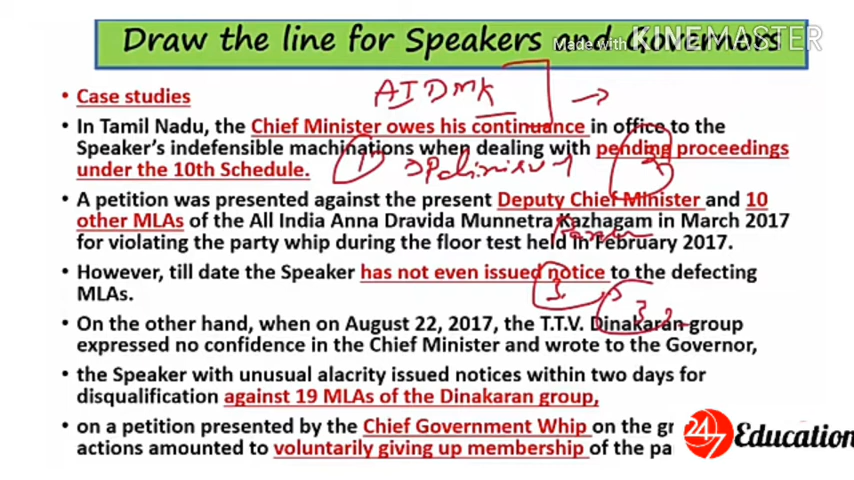 Draw the line for Speakers and Governors
Made with KINEMASTER
• Case studies
AIDMK
• In Tamil Nadu, the Chief Minister owes his continuance in office to the
Speaker's indefensible machinations when dealing with pending proceedings
under the 10th Schedule.
1
• A petition was presented against the present Deputy Chief Minister and 10
other MLAs of the All India Anna Dravida Munnetra Kazhagam in March 2017
for violating the party whip during the floor test held in February 2017.
• However, till date the Speaker has not even issued notice to the defecting
MLAs.
3
• On the other hand, when on August 22, 2017, the T.T.V. Dinakaran group
expressed no confidence in the Chief Minister and wrote to the Governor,
• the Speaker with unusual alacrity issued notices within two days for
disqualification against 19 MLAs of the Dinakaran group,
• on a petition presented by the Chief Government Whip on the
actions amounted to voluntarily giving up membership of the
24/7 Education